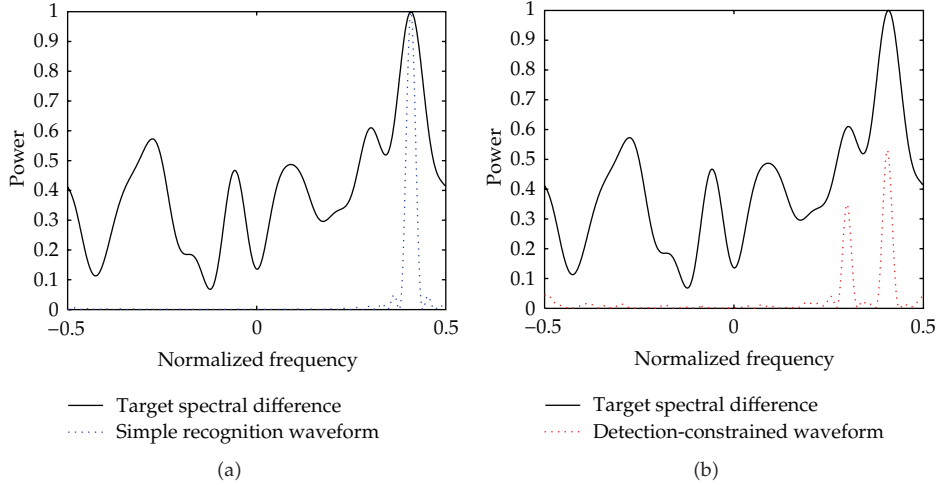 1
0.9
0.8
0.7
0.6
0.5
0.4
0.3
0.2
0.1
0
Power
−0.5 0 0.5
Normalized frequency
Target spectral difference
Simple recognition waveform
(a)
1
0.9
0.8
0.7
0.6
0.5
0.4
0.3
0.2
0.1
0
Power
−0.5 0 0.5
Normalized frequency
Target spectral difference
Detection-constrained waveform
(b)